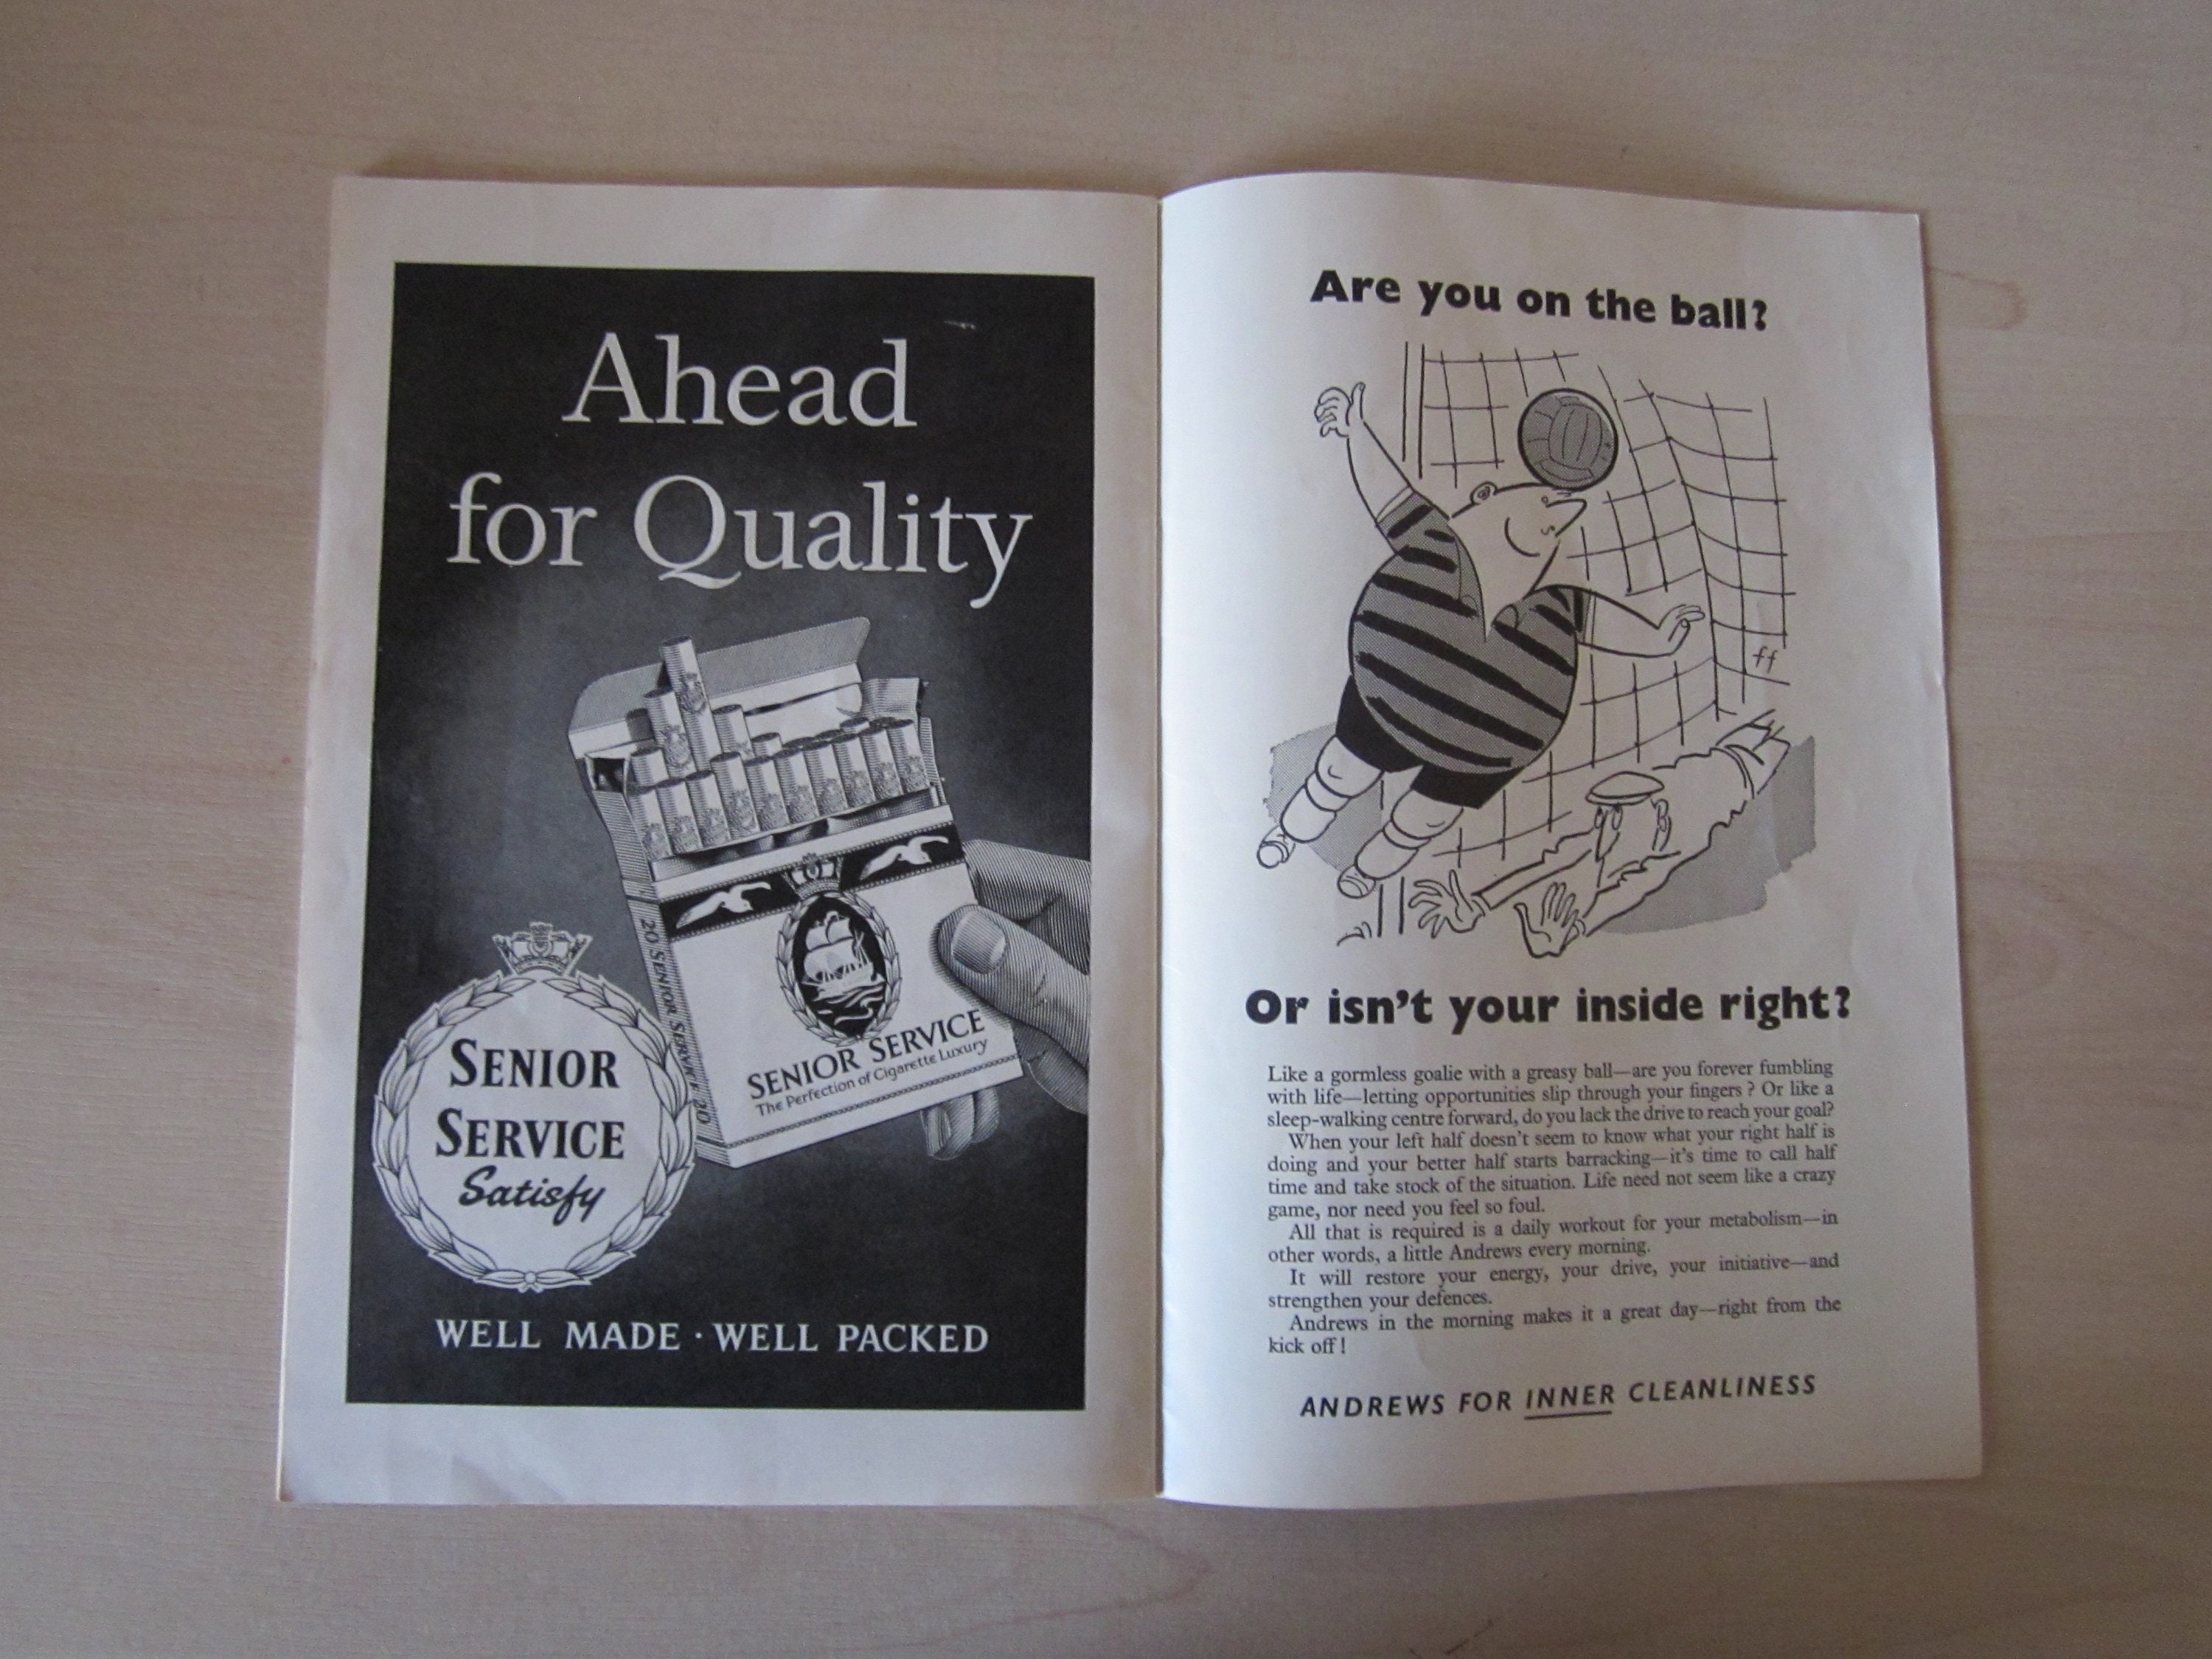 Ahead
for Quality
20 SENIOR SERVICE 20
SENIOR SERVICE
The Perfection of Cigarette Luxury
SENIOR
SERVICE
Satisfy
WELL MADE · WELL PACKED
Are you on the ball?
ff
Or isn't your inside right?
Like a gormless goalie with a greasy ball—are you forever fumbling
with life—letting opportunities slip through your fingers? Or like a
sleep-walking centre forward, do you lack the drive to reach your goal?
When your left half doesn't seem to know what your right half is
doing and your better half starts barracking—it's time to call half
time and take stock of the situation. Life need not seem like a crazy
game, nor need you feel so foul.
All that is required is a daily workout for your metabolism—in
other words, a little Andrews every morning.
It will restore your energy, your drive, your initiative—and
strengthen your defences.
Andrews in the morning makes it a great day—right from the
kick off!
ANDREWS FOR INNER CLEANLINESS